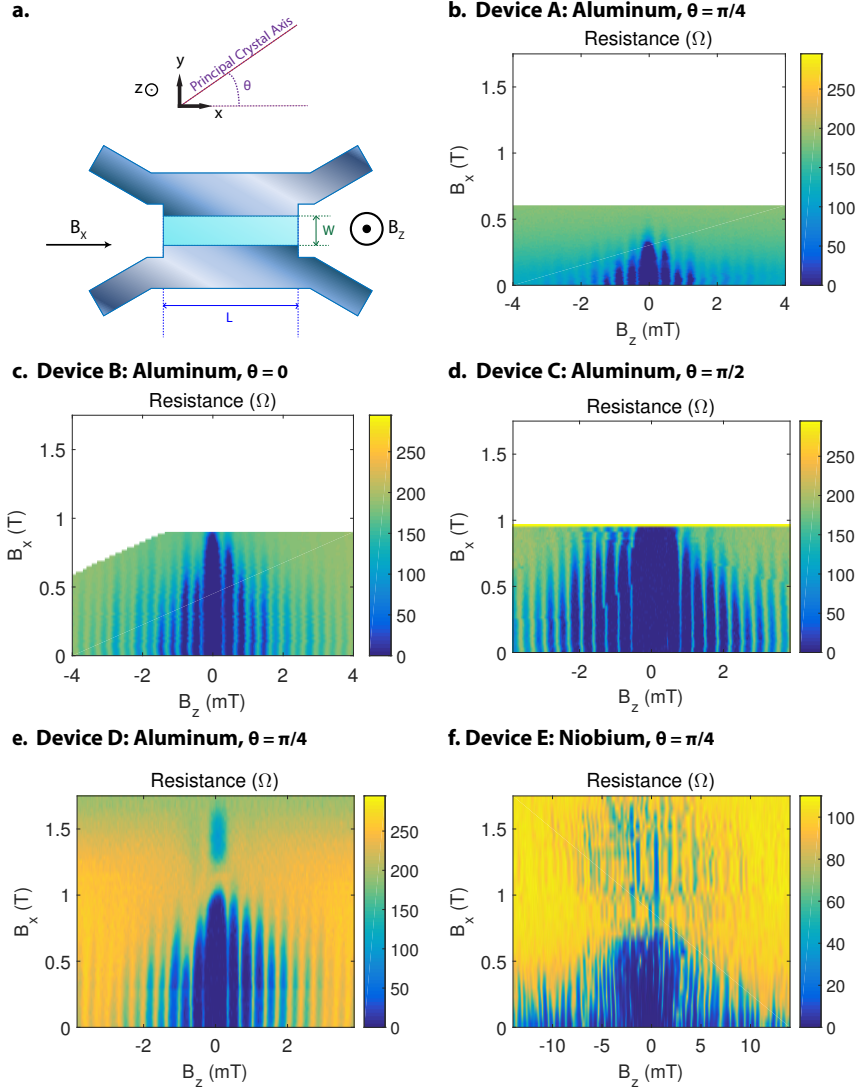 a.
y
z
x
Principal Crystal Axis
θ
B_x
W
B_z
L
b. Device A: Aluminum, θ = π/4
Resistance (Ω)
B_x (T)
1.5
1
0.5
0
-4 -2 0 2 4
B_z (mT)
250
200
150
100
50
0
c. Device B: Aluminum, θ = 0
Resistance (Ω)
B_x (T)
1.5
1
0.5
0
-4 -2 0 2 4
B_z (mT)
250
200
150
100
50
0
d. Device C: Aluminum, θ = π/2
Resistance (Ω)
B_x (T)
1.5
1
0.5
0
-2 0 2
B_z (mT)
250
200
150
100
50
0
e. Device D: Aluminum, θ = π/4
Resistance (Ω)
B_x (T)
1.5
1
0.5
0
-2 0 2
B_z (mT)
250
200
150
100
50
0
f. Device E: Niobium, θ = π/4
Resistance (Ω)
B_x (T)
1.5
1
0.5
0
-10 -5 0 5 10
B_z (mT)
100
80
60
40
20
0